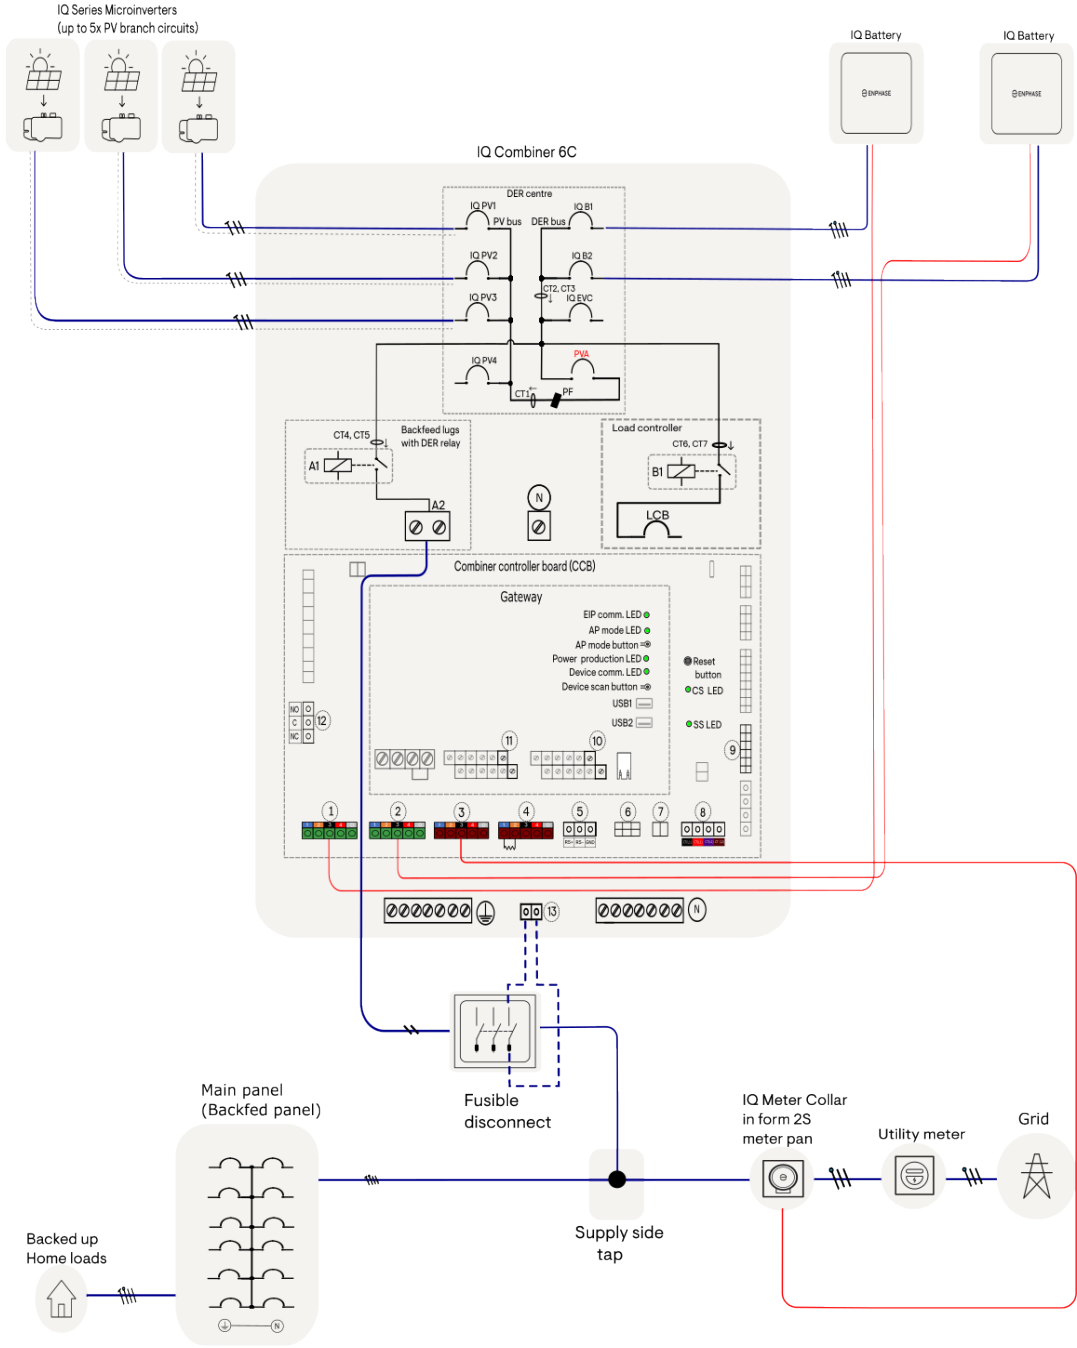 IQ Series Microinverters
(up to 5x PV branch circuits)
IQ Battery
IQ Battery
ENPHASE
ENPHASE
IQ Combiner 6C
DER centre
IQ PV1
IQ B1
PV bus
DER bus
IQ PV2
IQ B2
CT2, CT3
IQ PV3
IQ EVC
PVA
IQ PV4
CT1
PF
Backfeed lugs
with DER relay
CT4, CT5
A1
A2
N
Load controller
CT6, CT7
B1
LCB
Combiner controller board (CCB)
Gateway
EIP comm. LED
AP mode LED
AP mode button
Power production LED
Device comm. LED
Device scan button
USB1
USB2
Reset
button
CS LED
SS LED
NO
C
NC
12
11
10
9
1
2
3
4
5
6
7
8
RS+ RS- GND
13
N
Fusible
disconnect
Main panel
(Backfed panel)
IQ Meter Collar
in form 2S
meter pan
Utility meter
Grid
Supply side
tap
Backed up
Home loads
N